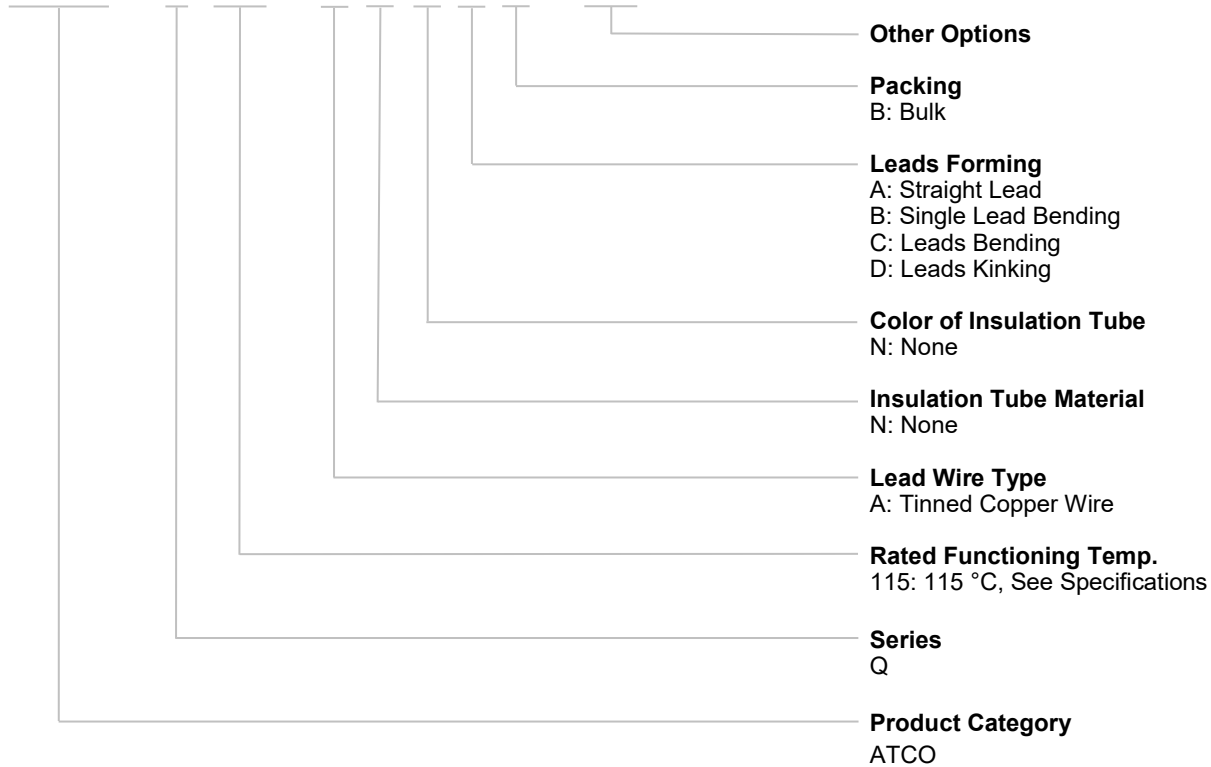 Other Options
Packing
B: Bulk
Leads Forming
A: Straight Lead
B: Single Lead Bending
C: Leads Bending
D: Leads Kinking
Color of Insulation Tube
N: None
Insulation Tube Material
N: None
Lead Wire Type
A: Tinned Copper Wire
Rated Functioning Temp.
115: 115 °C, See Specifications
Series
Q
Product Category
ATCO